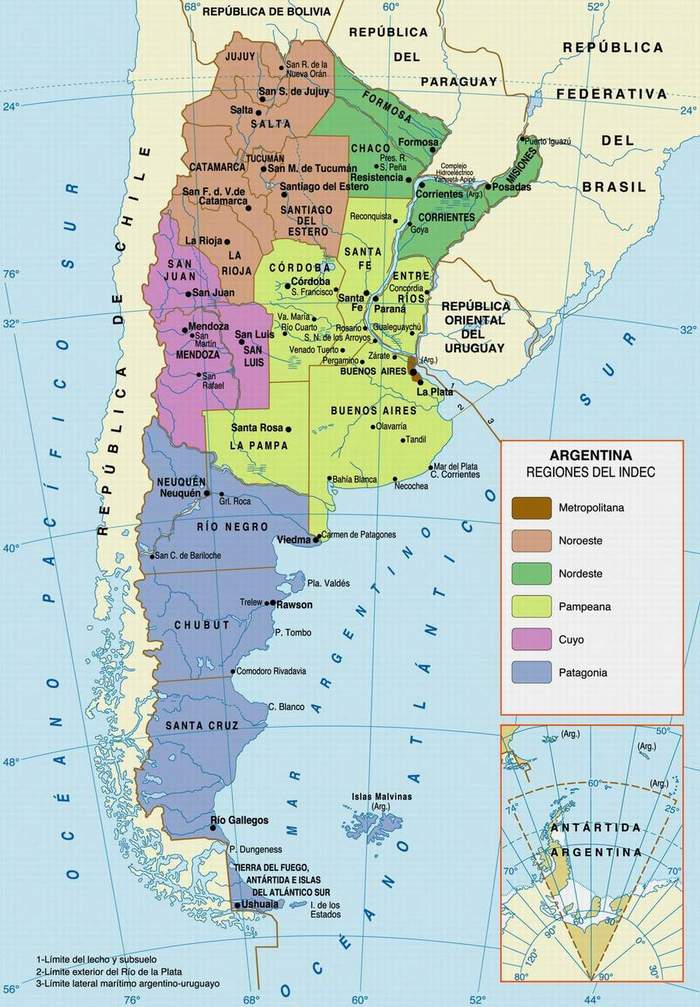 68°
60°
52°
REPÚBLICA DE BOLIVIA
REPÚBLICA
DEL
PARAGUAY
REPÚBLICA
FEDERATIVA
DEL
BRASIL
JUJUY
San R. de la
Nueva Orán
San S. de Jujuy
Salta
SALTA
FORMOSA
Formosa
24°
24°
CHACO
Pres. R.
S. Peña
Resistencia
Complejo
Hidroeléctrico
Yacyretá-Apipé
(Arg.)
Puerto Iguazú
MISIONES
Posadas
Corrientes
CORRIENTES
TUCUMÁN
CATAMARCA
San M. de Tucumán
San F. d. V.de
Catamarca
Santiago del Estero
SANTIAGO
DEL
ESTERO
Reconquista
Goya
La Rioja
LA
RIOJA
SANTA
FE
SAN
JUAN
San Juan
CÓRDOBA
Córdoba
S. Francisco
ENTRE
RÍOS
Concordia
Santa
Fe
Paraná
REPÚBLICA
ORIENTAL
DEL
URUGUAY
76°
32°
32°
Mendoza
San
Martín
MENDOZA
San
Rafael
San Luis
SAN
LUIS
Va. María
Río Cuarto
Rosario
Gualeguaychú
S. N. de los Arroyos
Venado Tuerto
Zárate
Pergamino
(Arg.)
BUENOS AIRES
La Plata
1
2
3
BUENOS AIRES
Santa Rosa
LA PAMPA
Olavarría
Tandil
Mar del Plata
C. Corrientes
Bahía Blanca
Necochea
NEUQUÉN
Neuquén
Grl. Roca
RÍO NEGRO
Viedma
Carmen de Patagones
San C. de Bariloche
40°
Pla. Valdés
Trelew
Rawson
CHUBUT
P. Tombo
Comodoro Rivadavia
C. Blanco
SANTA CRUZ
48°
Islas Malvinas
(Arg.)
Río Gallegos
P. Dungeness
TIERRA DEL FUEGO,
ANTÁRTIDA E ISLAS
DEL ATLÁNTICO SUR
Ushuaia
I. de los
Estados
REPÚBLICA DE CHILE
OCÉANO PACÍFICO SUR
MAR ARGENTINO
OCÉANO ATLÁNTICO SUR
ARGENTINA
REGIONES DEL INDEC
Metropolitana
Noroeste
Nordeste
Pampeana
Cuyo
Patagonia
(Arg.)
(Arg.)
(Arg.)
50°
60°
25°
74°
70°
70°
ANTÁRTIDA
ARGENTINA
120°
90°
60°
30°
0°
80°
80°
1-Límite del lecho y subsuelo
2-Límite exterior del Río de la Plata
3-Límite lateral marítimo argentino-uruguayo
56°
76°
68°
60°
52°
44°